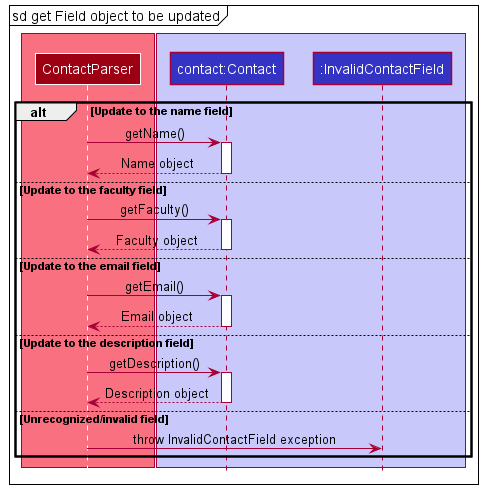 sd get Field object to be updated
ContactParser
contact:Contact
:InvalidContactField
alt
[Update to the name field]
getName()
Name object
[Update to the faculty field]
getFaculty()
Faculty object
[Update to the email field]
getEmail()
Email object
[Update to the description field]
getDescription()
Description object
[Unrecognized/invalid field]
throw InvalidContactField exception